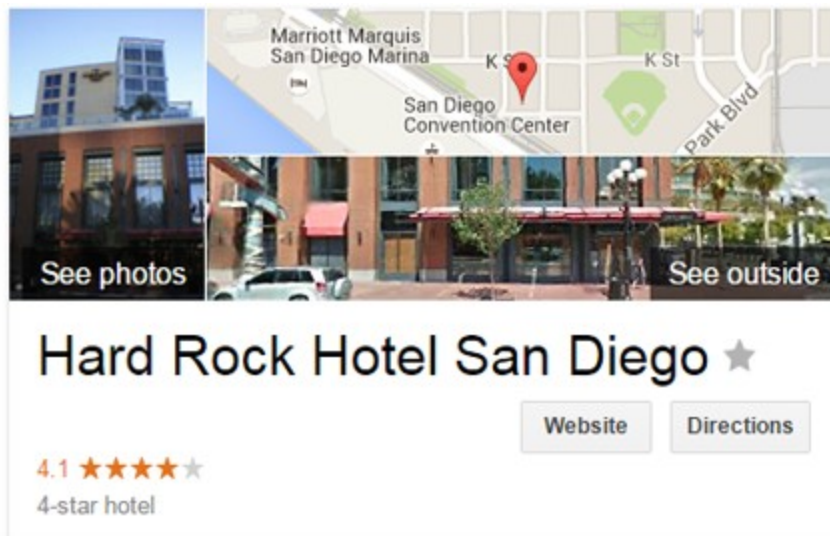 Marriott Marquis
San Diego Marina
K St
San Diego
Convention Center
Park Blvd
See photos
See outside
Hard Rock Hotel San Diego
Website
Directions
4.1
4-star hotel